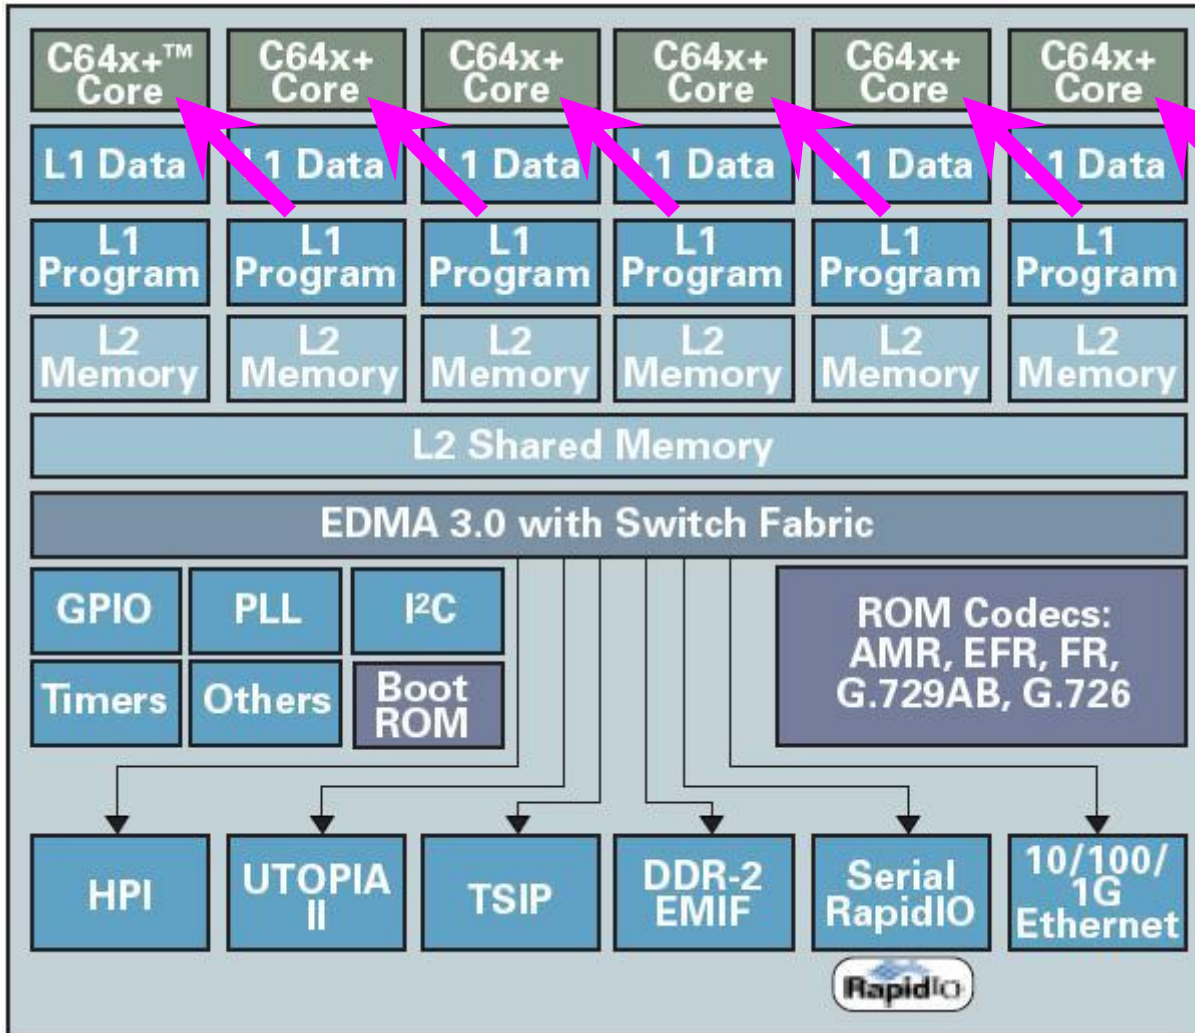 C64x+™
Core
C64x+
Core
C64x+
Core
C64x+
Core
C64x+
Core
C64x+
Core
L1 Data
L1 Data
L1 Data
L1 Data
L1 Data
L1 Data
L1
Program
L1
Program
L1
Program
L1
Program
L1
Program
L1
Program
L2
Memory
L2
Memory
L2
Memory
L2
Memory
L2
Memory
L2
Memory
L2 Shared Memory
EDMA 3.0 with Switch Fabric
GPIO
PLL
I²C
Timers
Others
Boot
ROM
ROM Codecs:
AMR, EFR, FR,
G.729AB, G.726
HPI
UTOPIA
II
TSIP
DDR-2
EMIF
Serial
RapidIO
10/100/
1G
Ethernet
RapidIO